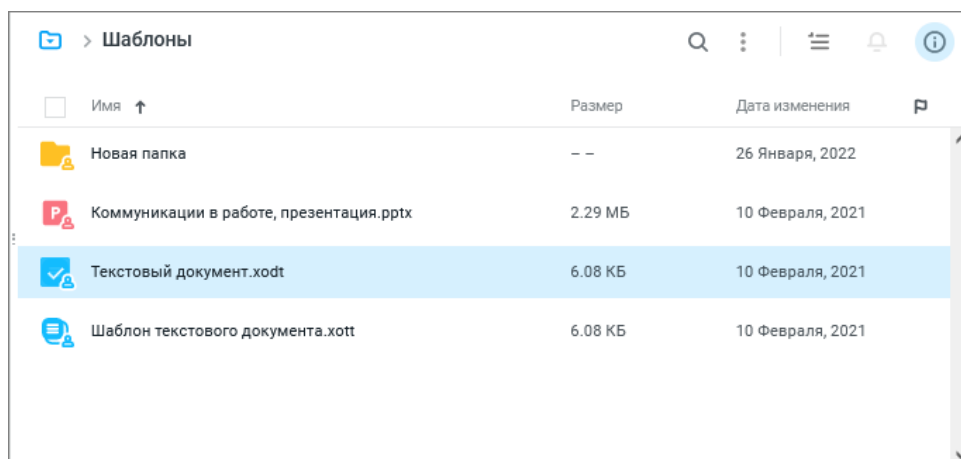 Шаблоны
Имя Размер Дата изменения
Новая папка – – 26 Января, 2022
P Коммуникации в работе, презентация.pptx 2.29 МБ 10 Февраля, 2021
Текстовый документ.xodt 6.08 КБ 10 Февраля, 2021
Шаблон текстового документа.xott 6.08 КБ 10 Февраля, 2021